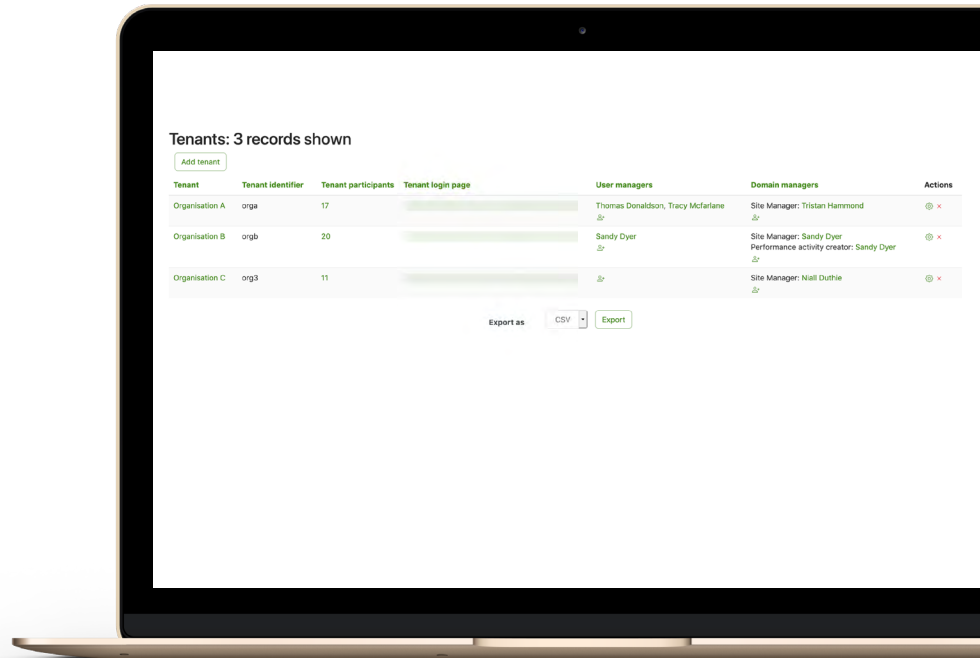 Tenants: 3 records shown
Add tenant
Tenant Tenant identifier Tenant participants Tenant login page User managers Domain managers Actions
Organisation A orga 17 Thomas Donaldson, Tracy Mcfarlane Site Manager: Tristan Hammond
Organisation B orgb 20 Sandy Dyer Site Manager: Sandy Dyer
Performance activity creator: Sandy Dyer
Organisation C org3 11 Site Manager: Niall Duthie
Export as CSV Export